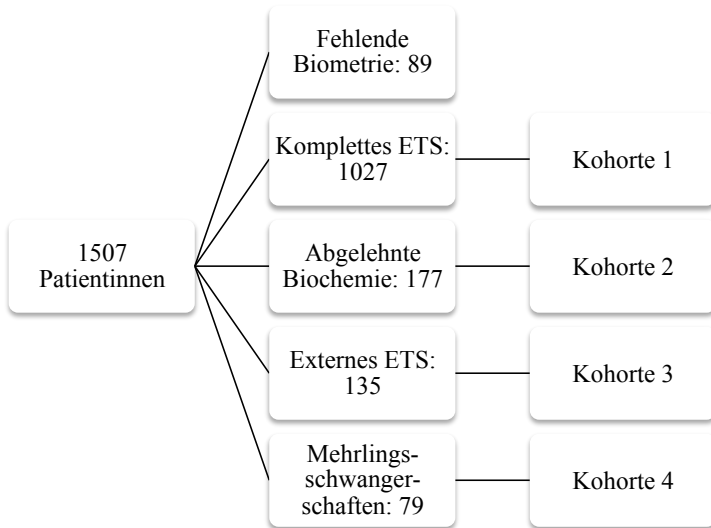 Fehlende
Biometrie: 89
Komplettes ETS:
1027
Kohorte 1
1507
Patientinnen
Abgelehnte
Biochemie: 177
Kohorte 2
Externes ETS:
135
Kohorte 3
Mehrlings-
schwanger-
schaften: 79
Kohorte 4